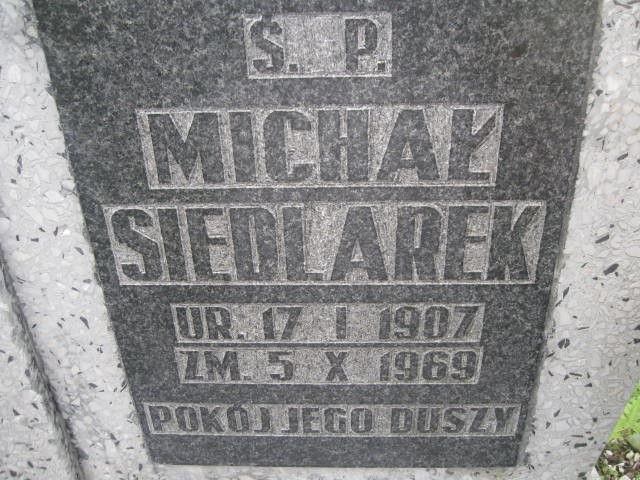 Ś. P.
MICHAŁ
SIEDLAREK
UR. 17 I 1907
ZM. 5 X 1969
POKÓJ JEGO DUSZY